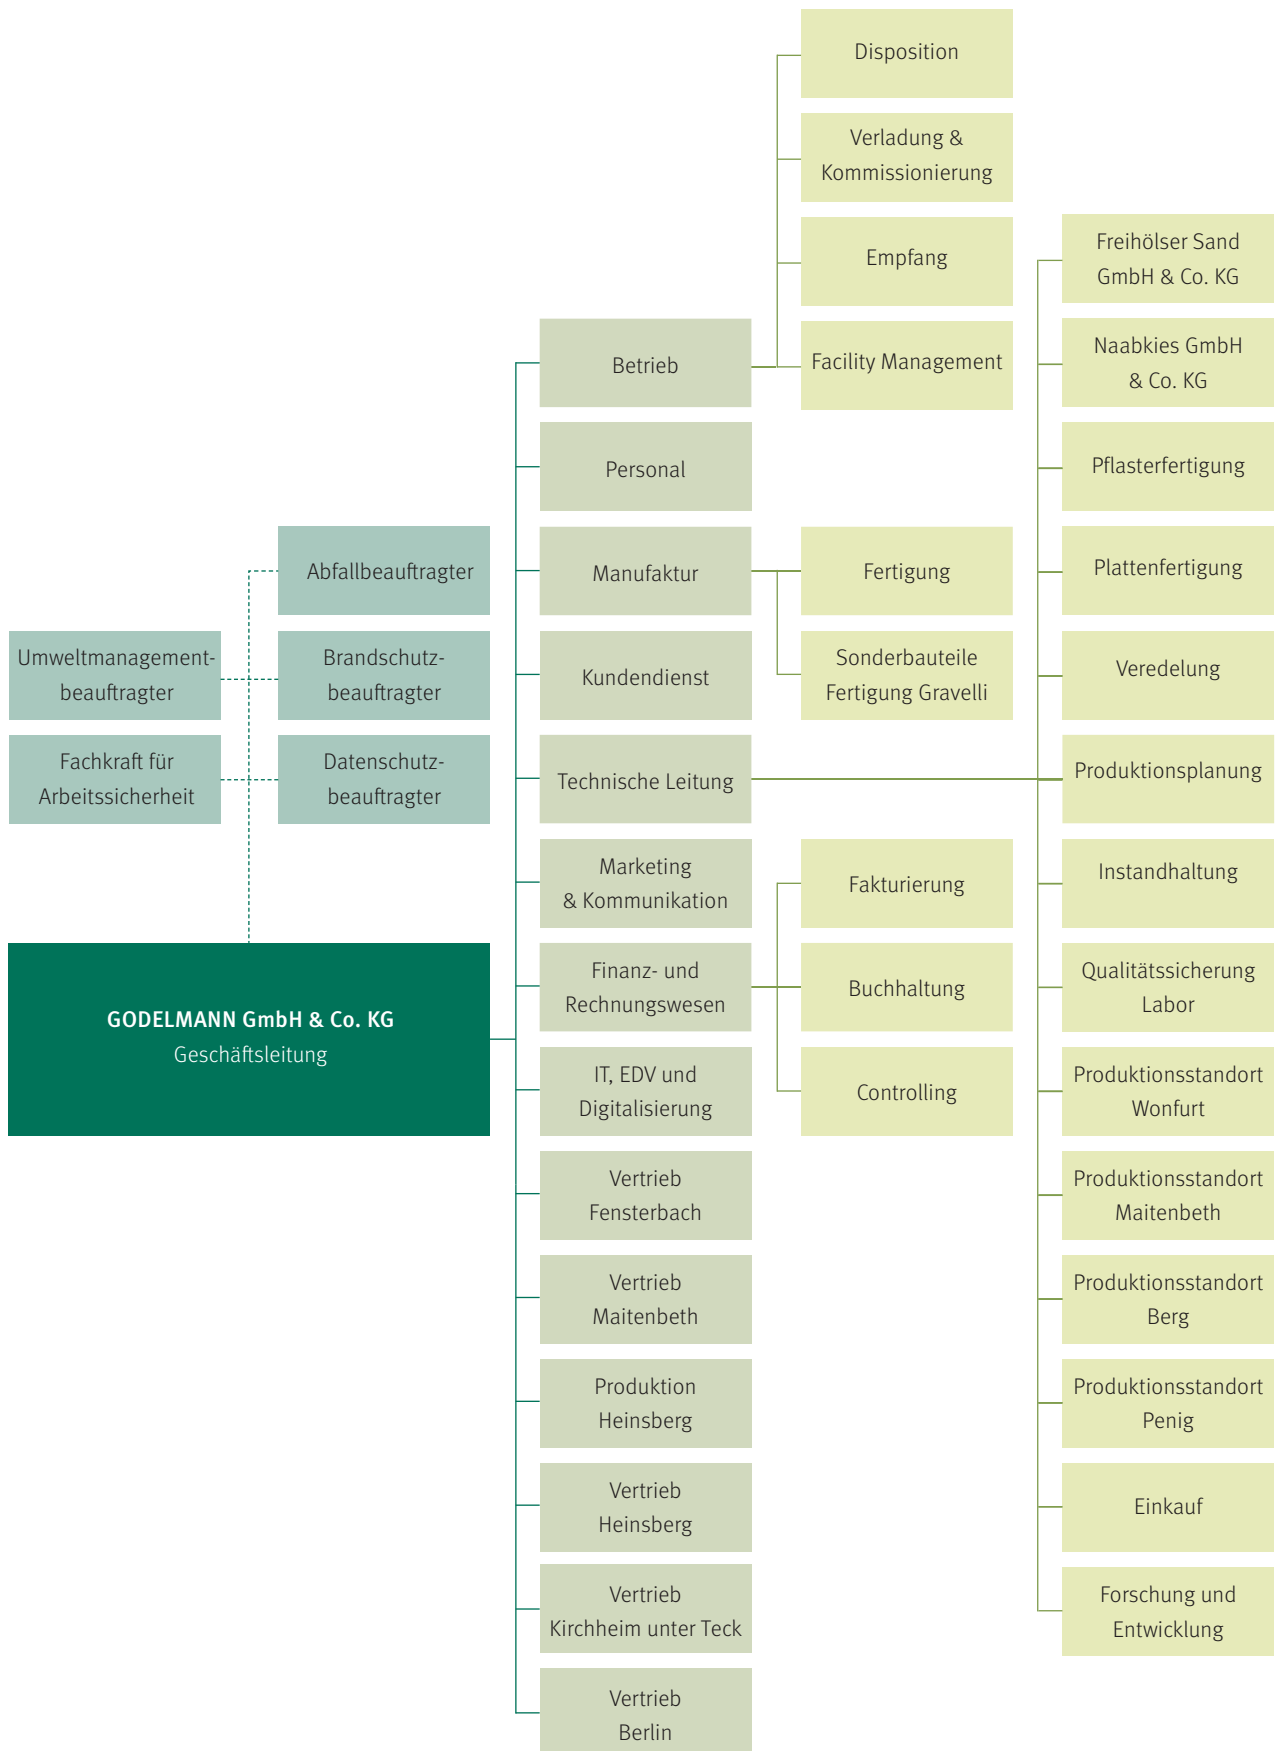 Disposition
Verladung &
Kommissionierung
Empfang
Facility Management
Betrieb
Personal
Manufaktur
Fertigung
Sonderbauteile
Fertigung Gravelli
Kundendienst
Technische Leitung
Marketing
& Kommunikation
Finanz- und
Rechnungswesen
Fakturierung
Buchhaltung
Controlling
IT, EDV und
Digitalisierung
Vertrieb
Fensterbach
Vertrieb
Maitenbeth
Produktion
Heinsberg
Vertrieb
Heinsberg
Vertrieb
Kirchheim unter Teck
Vertrieb
Berlin
Freihölser Sand
GmbH & Co. KG
Naabkies GmbH
& Co. KG
Pflasterfertigung
Plattenfertigung
Veredelung
Produktionsplanung
Instandhaltung
Qualitätssicherung
Labor
Produktionsstandort
Wonfurt
Produktionsstandort
Maitenbeth
Produktionsstandort
Berg
Produktionsstandort
Penig
Einkauf
Forschung und
Entwicklung
Abfallbeauftragter
Umweltmanagement-
beauftragter
Brandschutz-
beauftragter
Fachkraft für
Arbeitssicherheit
Datenschutz-
beauftragter
GODELMANN GmbH & Co. KG
Geschäftsleitung